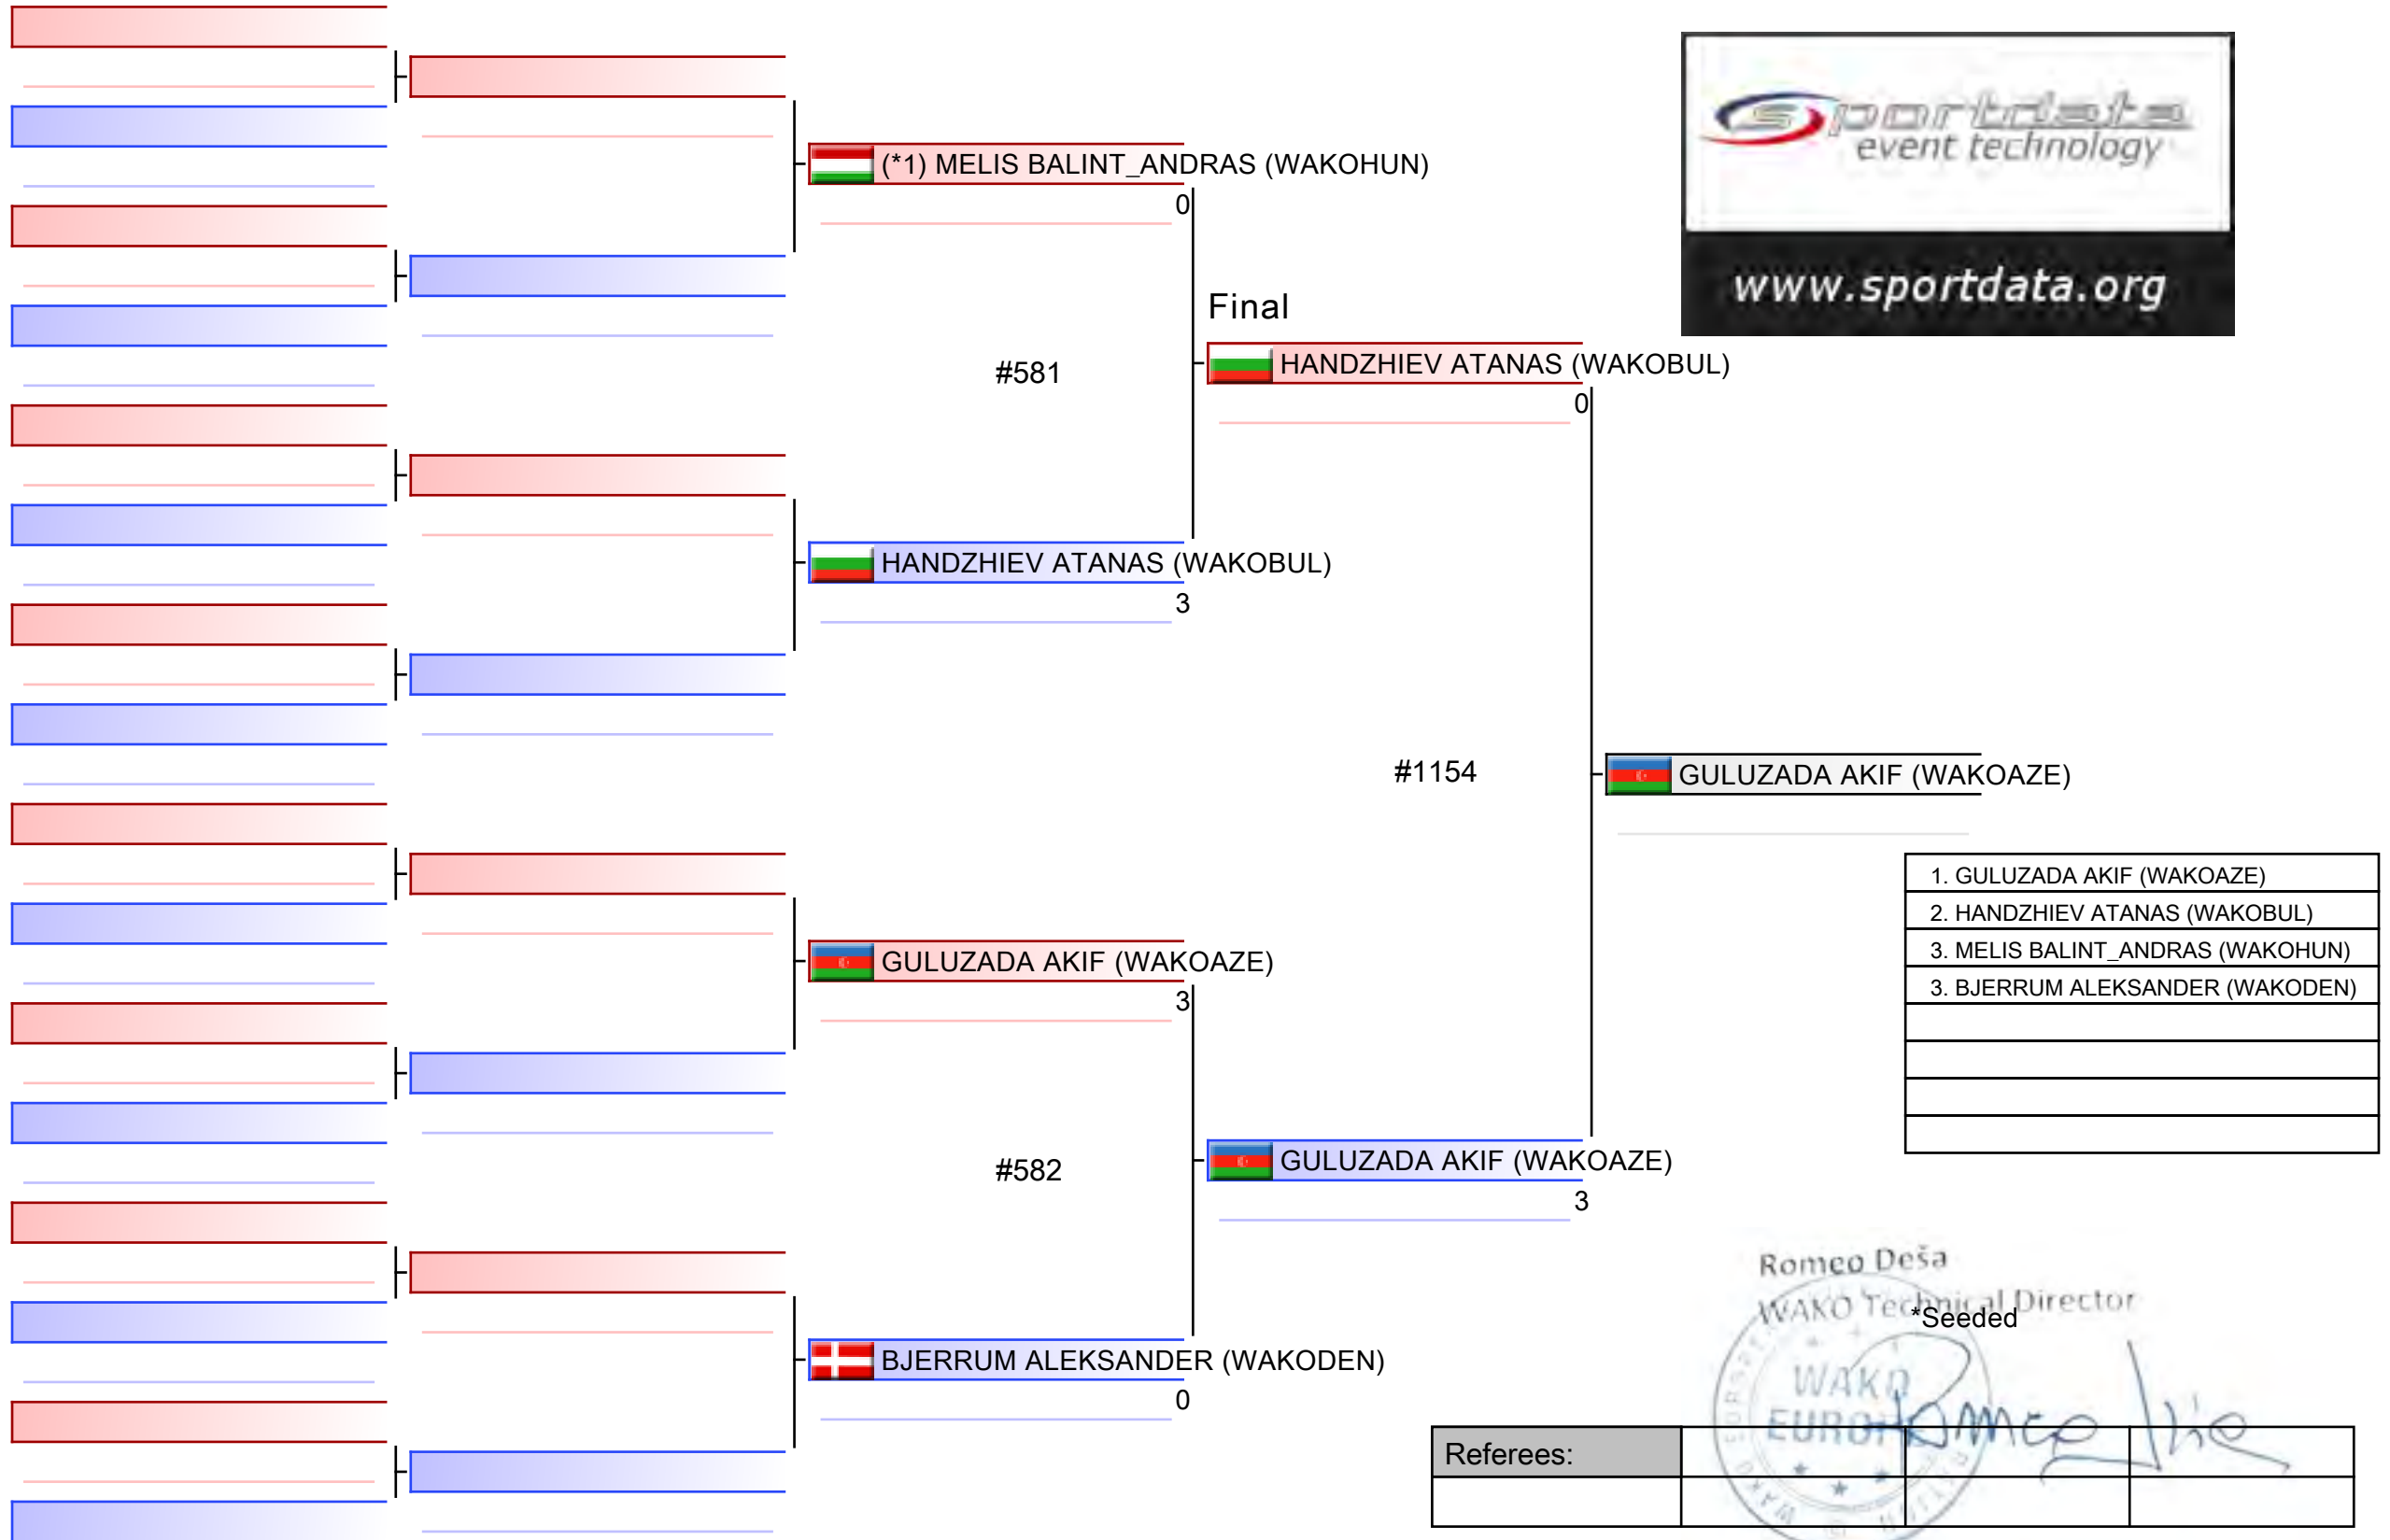 sportdata
event technology
www.sportdata.org
(*1) MELIS BALINT_ANDRAS (WAKOHUN)
0
#581
HANDZHIEV ATANAS (WAKOBUL)
3
Final
HANDZHIEV ATANAS (WAKOBUL)
0
#1154
GULUZADA AKIF (WAKOAZE)
GULUZADA AKIF (WAKOAZE)
3
#582
BJERRUM ALEKSANDER (WAKODEN)
0
GULUZADA AKIF (WAKOAZE)
3
1. GULUZADA AKIF (WAKOAZE)
2. HANDZHIEV ATANAS (WAKOBUL)
3. MELIS BALINT_ANDRAS (WAKOHUN)
3. BJERRUM ALEKSANDER (WAKODEN)
Romeo Deša
WAKO Technical Director
*Seeded
WAKO
EUROPE
Referees: